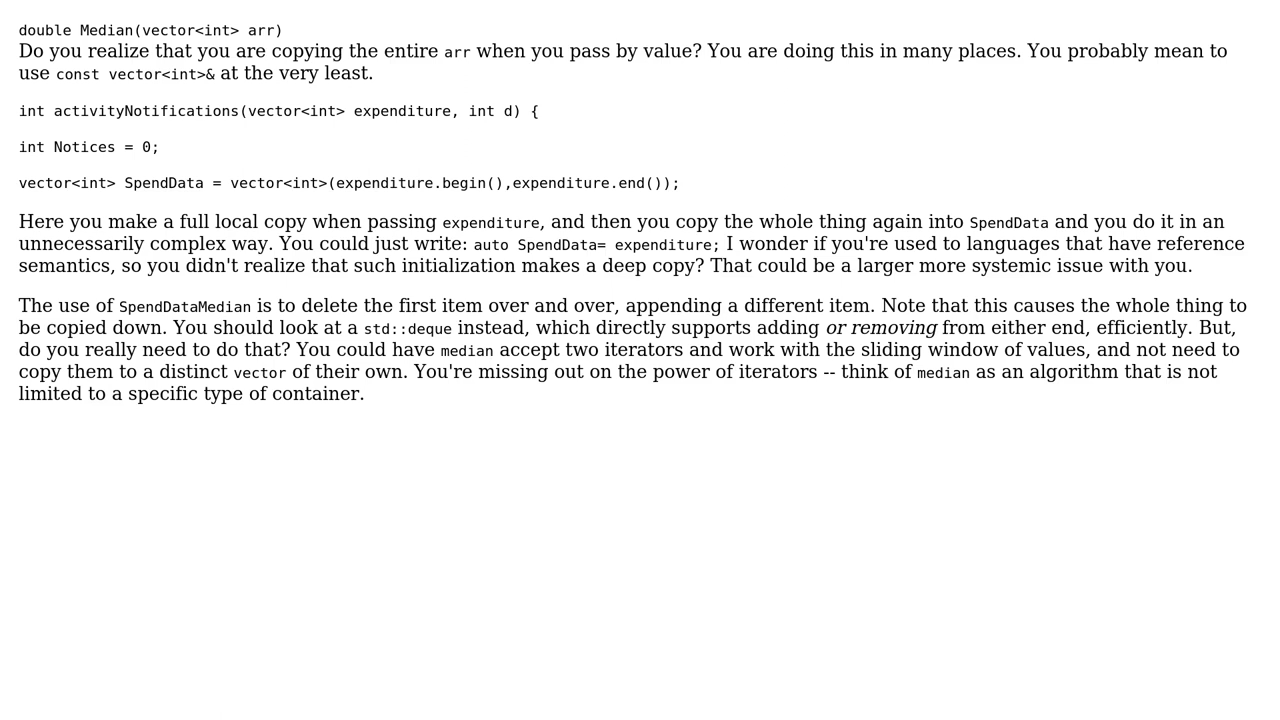 double Median(vector<int> arr)
Do you realize that you are copying the entire arr when you pass by value? You are doing this in many places. You probably mean to
use const vector<int>& at the very least.
int activityNotifications(vector<int> expenditure, int d) {
int Notices = 0;
vector<int> SpendData = vector<int>(expenditure.begin(),expenditure.end());
Here you make a full local copy when passing expenditure, and then you copy the whole thing again into SpendData and you do it in an
unnecessarily complex way. You could just write: auto SpendData= expenditure; I wonder if you're used to languages that have reference
semantics, so you didn't realize that such initialization makes a deep copy? That could be a larger more systemic issue with you.
The use of SpendDataMedian is to delete the first item over and over, appending a different item. Note that this causes the whole thing to
be copied down. You should look at a std::deque instead, which directly supports adding or removing from either end, efficiently. But,
do you really need to do that? You could have median accept two iterators and work with the sliding window of values, and not need to
copy them to a distinct vector of their own. You're missing out on the power of iterators -- think of median as an algorithm that is not
limited to a specific type of container.